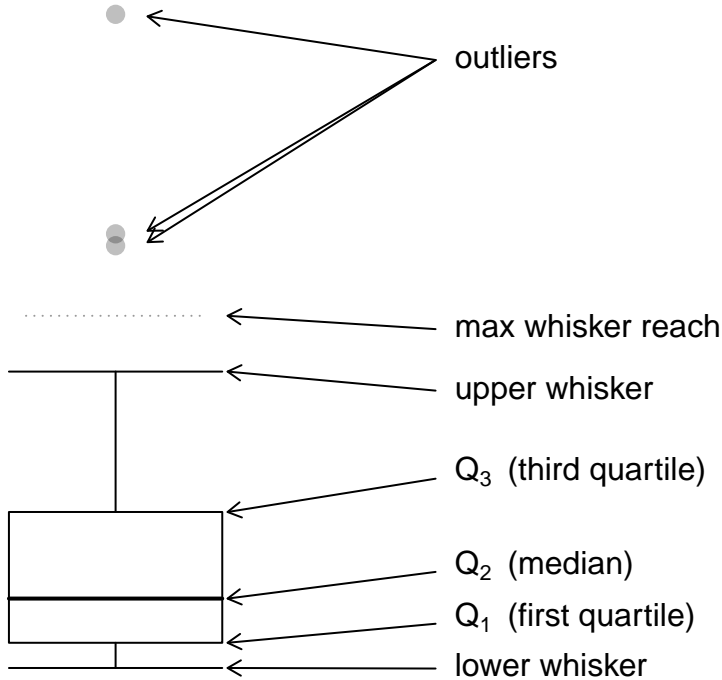 outliers
max whisker reach
upper whisker
Q₃ (third quartile)
Q₂ (median)
Q₁ (first quartile)
lower whisker